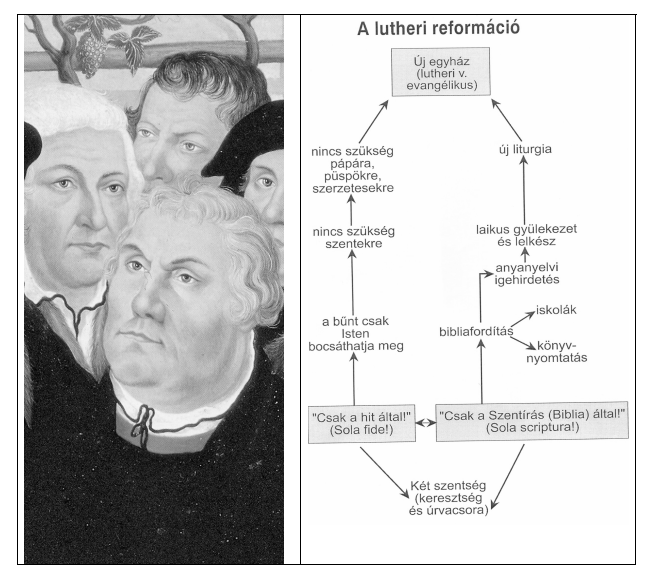 A lutheri reformáció
Új egyház
(lutheri v.
evangélikus)
nincs szükség
pápára,
püspökre,
szerzetesekre
új liturgia
nincs szükség
szentekre
laikus gyülekezet
és lelkész
anyanyelvi
igehirdetés
a bűnt csak
Isten
bocsáthatja meg
bibliafordítás
iskolák
könyv-
nyomtatás
"Csak a hit által!"
(Sola fide!)
"Csak a Szentírás (Biblia) által!"
(Sola scriptura!)
Két szentség
(keresztség
és úrvacsora)